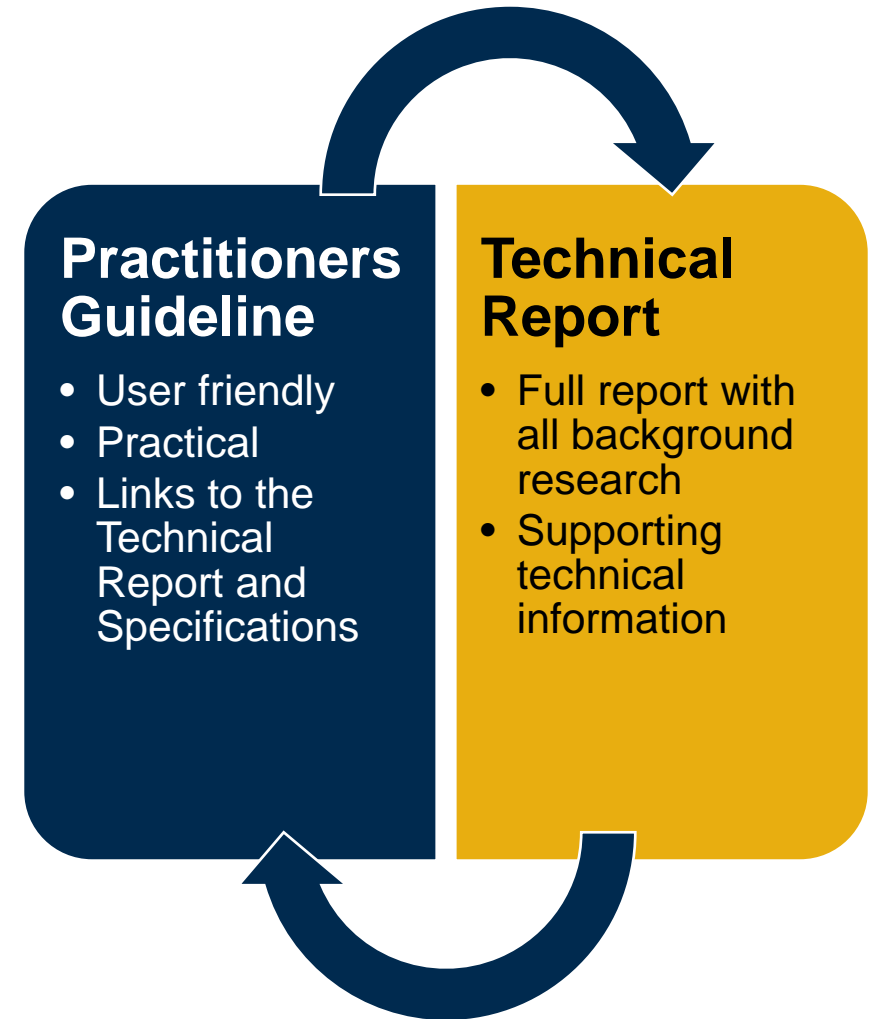 Practitioners
Guideline
• User friendly
• Practical
• Links to the
Technical
Report and
Specifications
Technical
Report
• Full report with
all background
research
• Supporting
technical
information